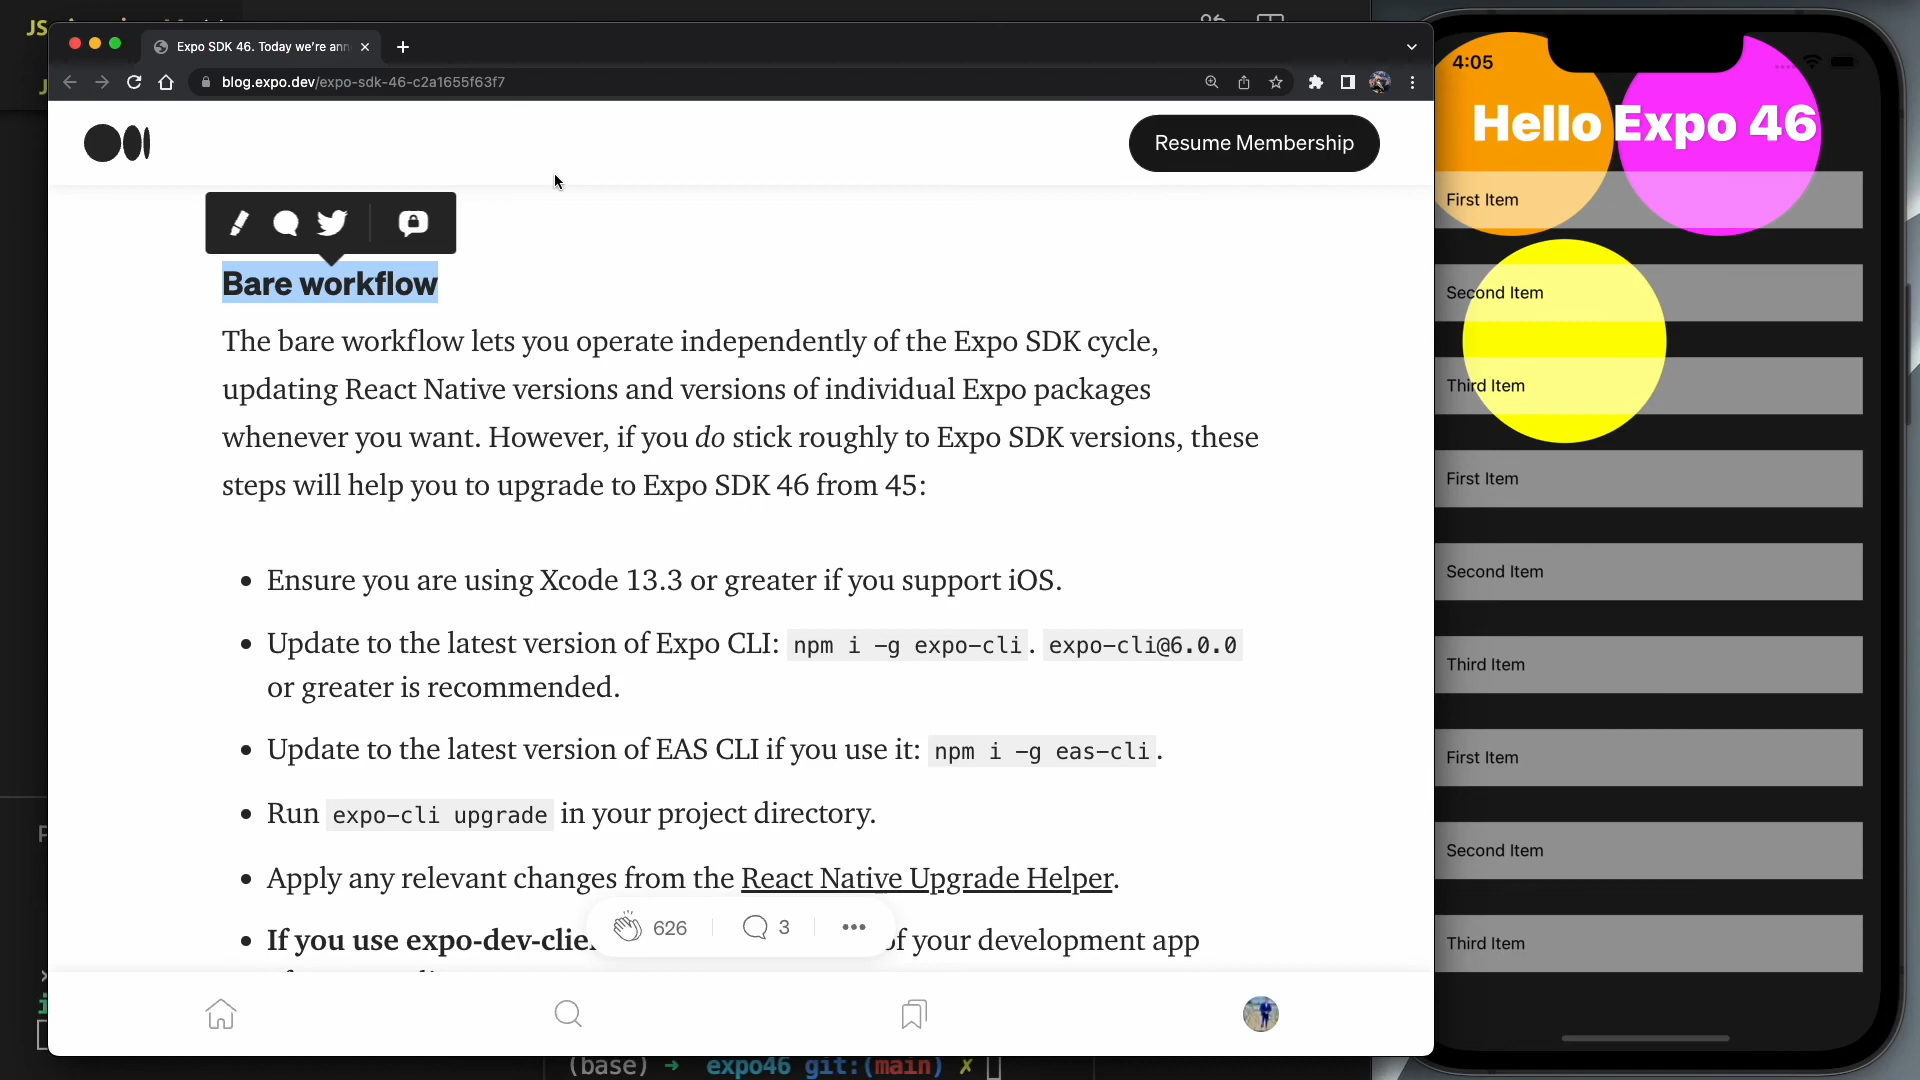 JS
Expo SDK 46. Today we're ann
blog.expo.dev/expo-sdk-46-c2a1655f63f7
Resume Membership
Bare workflow
The bare workflow lets you operate independently of the Expo SDK cycle,
updating React Native versions and versions of individual Expo packages
whenever you want. However, if you do stick roughly to Expo SDK versions, these
steps will help you to upgrade to Expo SDK 46 from 45:
• Ensure you are using Xcode 13.3 or greater if you support iOS.
• Update to the latest version of Expo CLI: npm i -g expo-cli. expo-cli@6.0.0
or greater is recommended.
• Update to the latest version of EAS CLI if you use it: npm i -g eas-cli.
• Run expo-cli upgrade in your project directory.
• Apply any relevant changes from the React Native Upgrade Helper.
• If you use expo-dev-clie of your development app
626
3
(base) → expo46 git:(main) ✗
4:05
Hello Expo 46
First Item
Second Item
Third Item
First Item
Second Item
Third Item
First Item
Second Item
Third Item